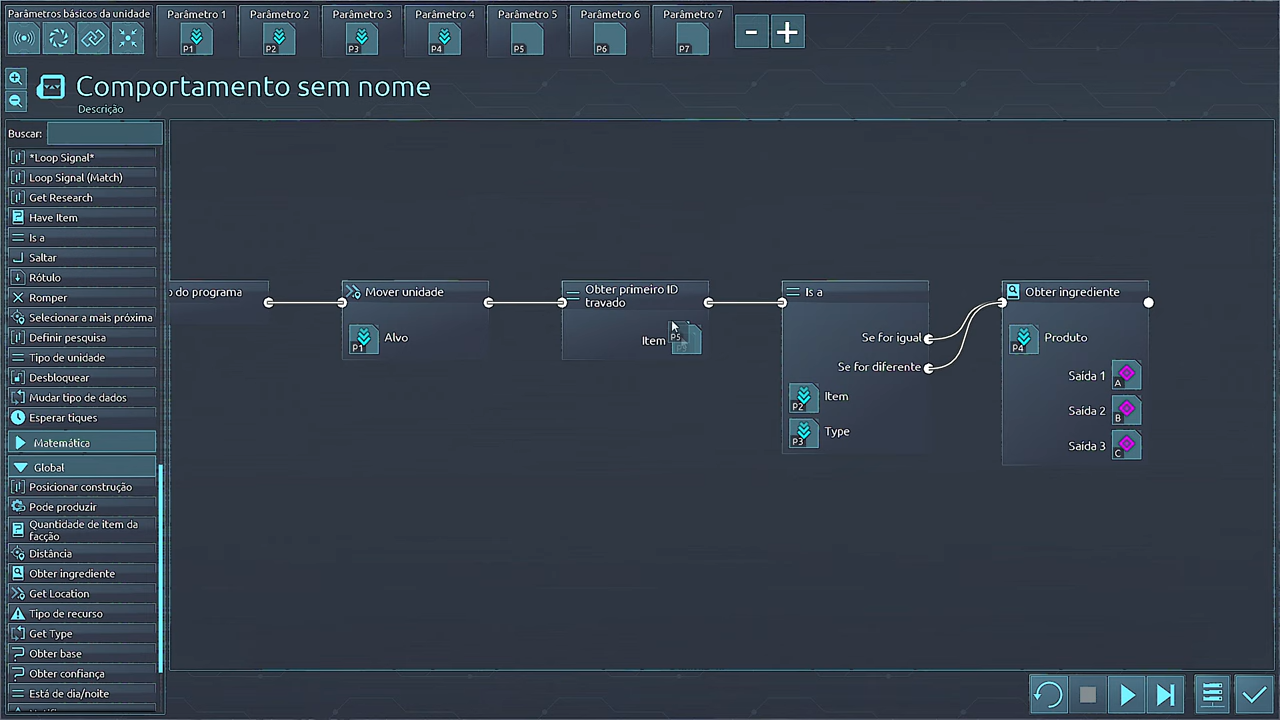 Parâmetros básicos da unidade
Parâmetro 1
Parâmetro 2
Parâmetro 3
Parâmetro 4
Parâmetro 5
Parâmetro 6
Parâmetro 7
P1
P2
P3
P4
P5
P6
P7
Comportamento sem nome
Descrição
Buscar:
*Loop Signal*
Loop Signal (Match)
Get Research
Have Item
Is a
Saltar
Rótulo
Romper
Selecionar a mais próxima
Definir pesquisa
Tipo de unidade
Desbloquear
Mudar tipo de dados
Esperar tiques
Matemática
Global
Posicionar construção
Pode produzir
Quantidade de item da
facção
Distância
Obter ingrediente
Get Location
Tipo de recurso
Get Type
Obter base
Obter confiança
Está de dia/noite
o do programa
Mover unidade
P1
Alvo
Obter primeiro ID
travado
Item
P5
Is a
Se for igual
Se for diferente
P2
Item
P3
Type
Obter ingrediente
P4
Produto
Saída 1
A
Saída 2
B
Saída 3
C